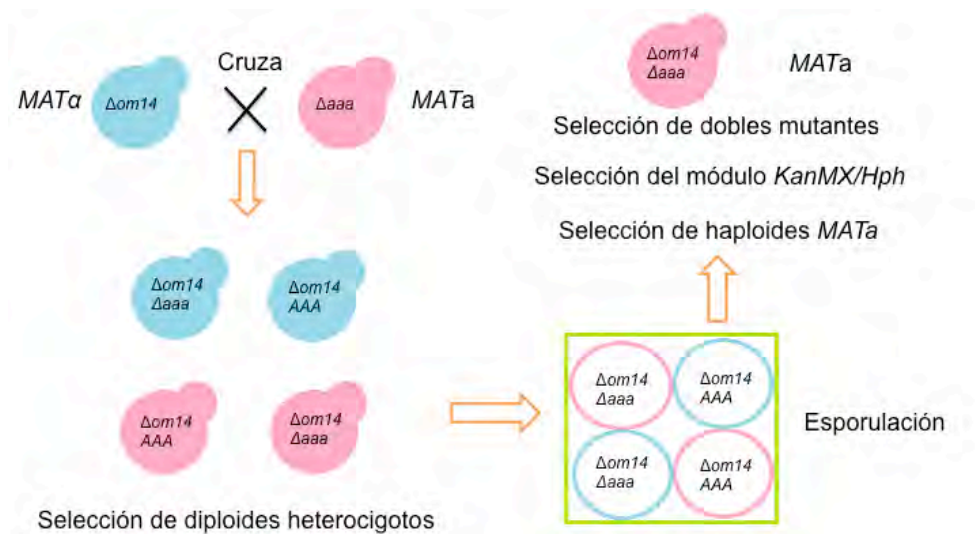 Cruza
MATα
Δom14
Δaaa
MATa
Δom14
Δaaa
AAA
Δom14
AAA
Δom14
Δaaa
Selección de diploides heterocigotos
Δom14
Δaaa
MATa
Selección de dobles mutantes
Selección del módulo KanMX/Hph
Selección de haploides MATa
Δom14
Δaaa
Δom14
AAA
Δom14
Δaaa
Δom14
AAA
Esporulación